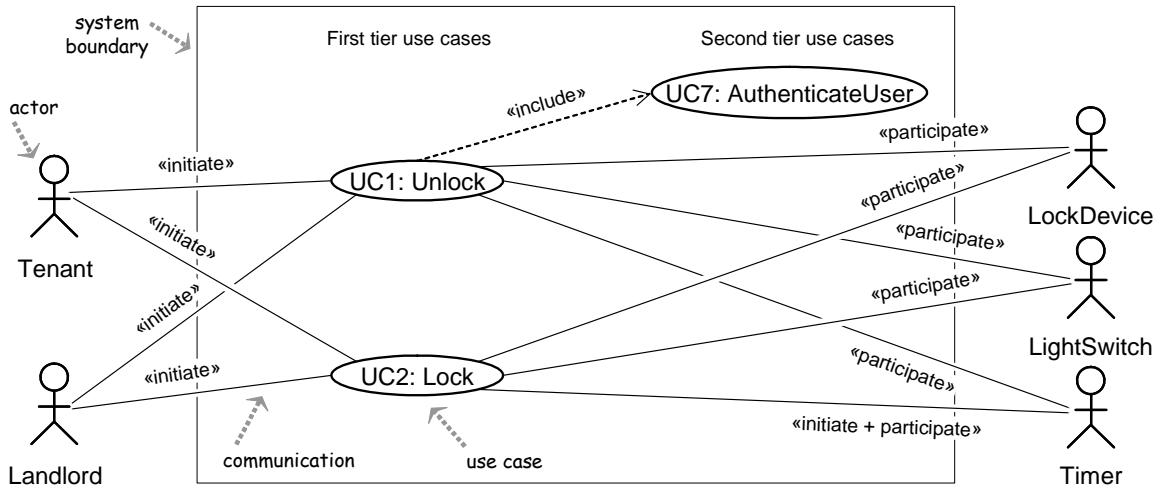 system
boundary
First tier use cases
Second tier use cases
actor
«include»
UC7: AuthenticateUser
«initiate»
«participate»
UC1: Unlock
«participate»
LockDevice
Tenant
«initiate»
«participate»
«initiate»
«participate»
LightSwitch
«initiate»
UC2: Lock
«participate»
«initiate + participate»
communication
use case
Landlord
Timer